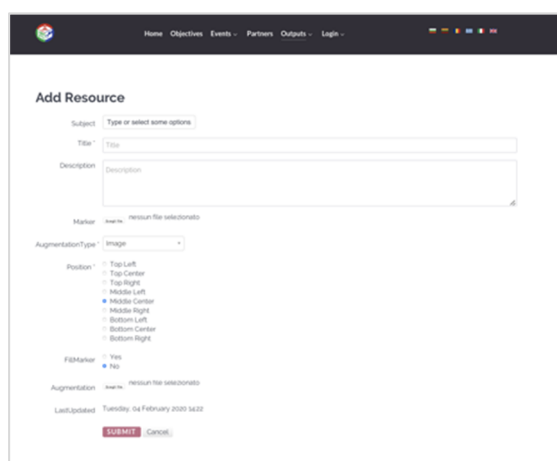 Home Objectives Events Partners Outputs Login
Add Resource
Subject Type or select some options
Title * Title
Description Description
Marker nessun file selezionato
AugmentationType * Image
Position * Top Left
Top Center
Top Right
Middle Left
Middle Center
Middle Right
Bottom Left
Bottom Center
Bottom Right
FillMarker Yes
No
Augmentation nessun file selezionato
LastUpdated Tuesday, 04 February 2020 14:22
SUBMIT Cancel